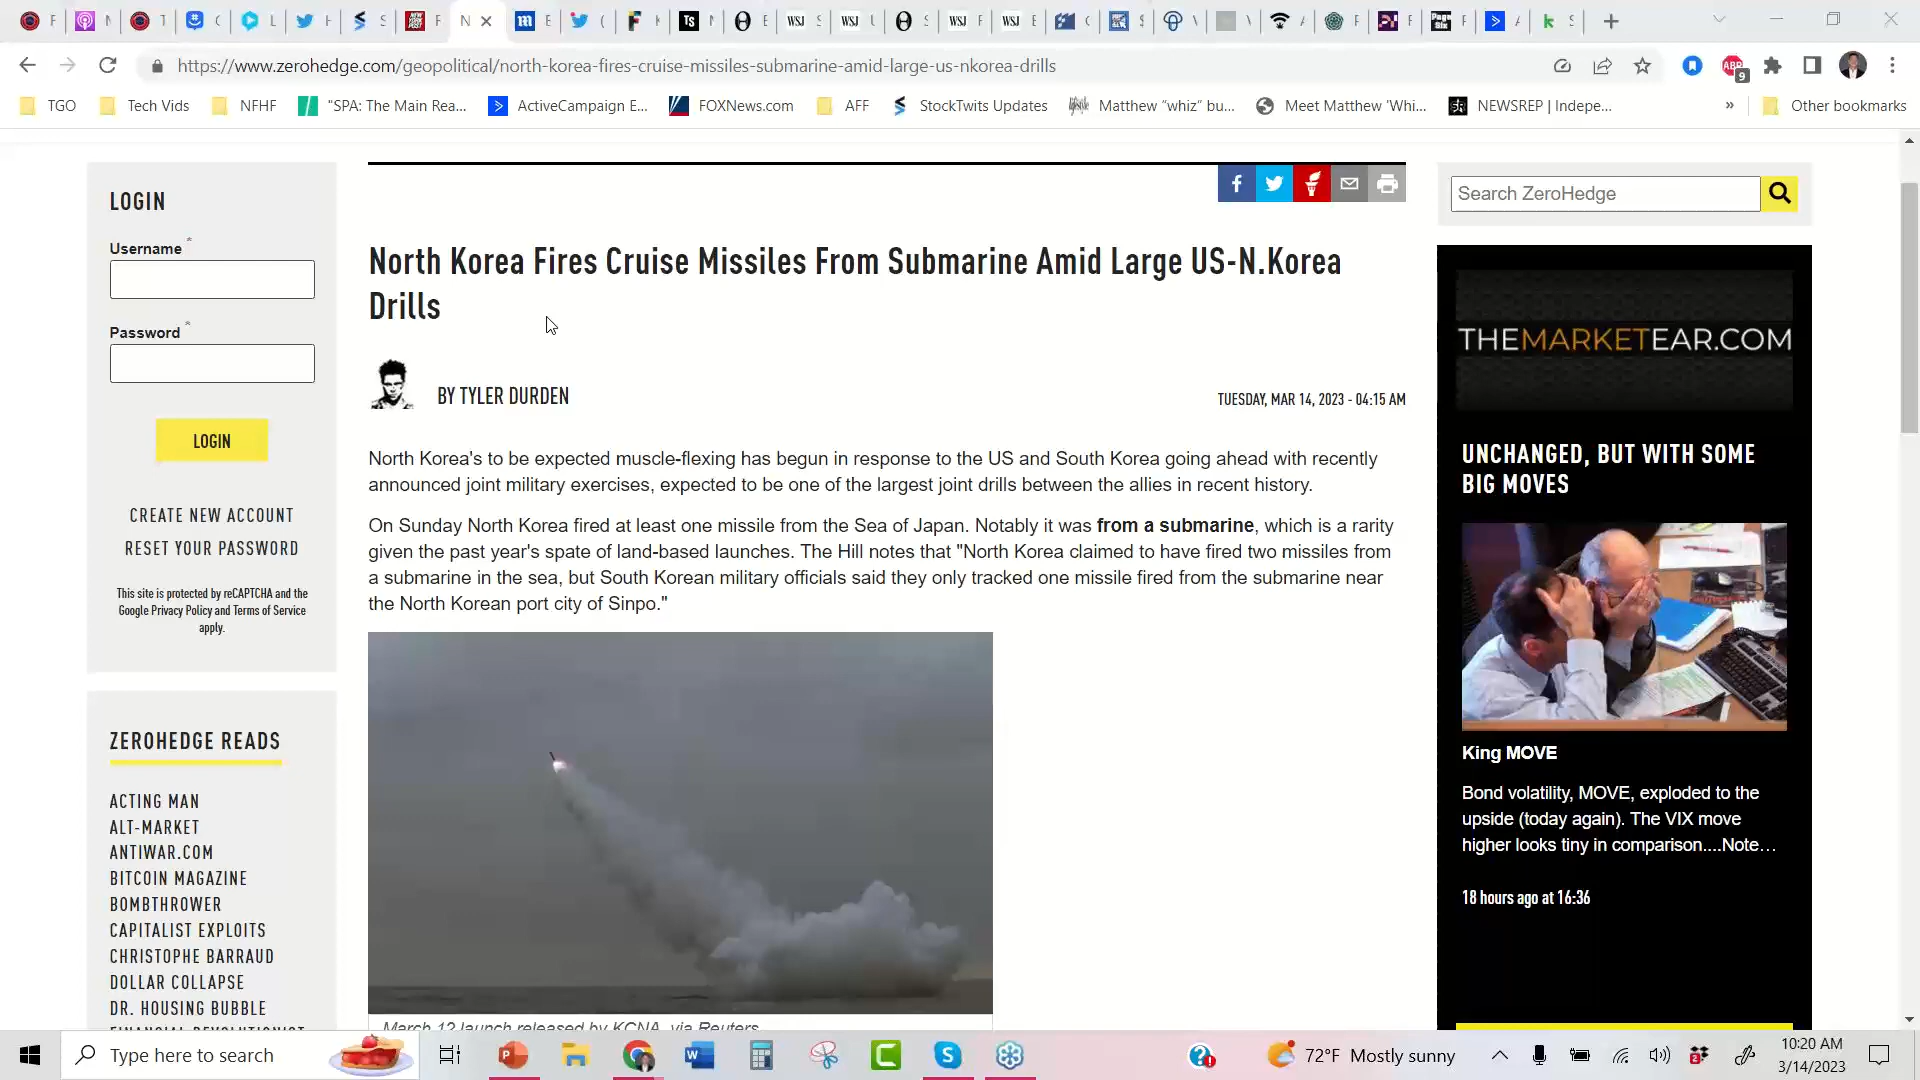 https://www.zerohedge.com/geopolitical/north-korea-fires-cruise-missiles-submarine-amid-large-us-nkorea-drills
TGO
Tech Vids
NFHF
"SPA: The Main Rea...
ActiveCampaign E...
FOXNews.com
AFF
StockTwits Updates
Matthew "whiz" bu...
Meet Matthew 'Whi...
NEWSREP | Indepe...
»
Other bookmarks
LOGIN
Username *
Password *
LOGIN
CREATE NEW ACCOUNT
RESET YOUR PASSWORD
This site is protected by reCAPTCHA and the
Google Privacy Policy and Terms of Service
apply.
ZEROHEDGE READS
ACTING MAN
ALT-MARKET
ANTIWAR.COM
BITCOIN MAGAZINE
BOMBTHROWER
CAPITALIST EXPLOITS
CHRISTOPHE BARRAUD
DOLLAR COLLAPSE
DR. HOUSING BUBBLE
North Korea Fires Cruise Missiles From Submarine Amid Large US-N.Korea
Drills
BY TYLER DURDEN
TUESDAY, MAR 14, 2023 - 04:15 AM
North Korea's to be expected muscle-flexing has begun in response to the US and South Korea going ahead with recently
announced joint military exercises, expected to be one of the largest joint drills between the allies in recent history.
On Sunday North Korea fired at least one missile from the Sea of Japan. Notably it was from a submarine, which is a rarity
given the past year's spate of land-based launches. The Hill notes that "North Korea claimed to have fired two missiles from
a submarine in the sea, but South Korean military officials said they only tracked one missile fired from the submarine near
the North Korean port city of Sinpo."
March 12 launch released by KCNA, via Reuters
Search ZeroHedge
THEMARKETEAR.COM
UNCHANGED, BUT WITH SOME
BIG MOVES
King MOVE
Bond volatility, MOVE, exploded to the
upside (today again). The VIX move
higher looks tiny in comparison....Note...
18 hours ago at 16:36
Type here to search
72°F Mostly sunny
10:20 AM
3/14/2023